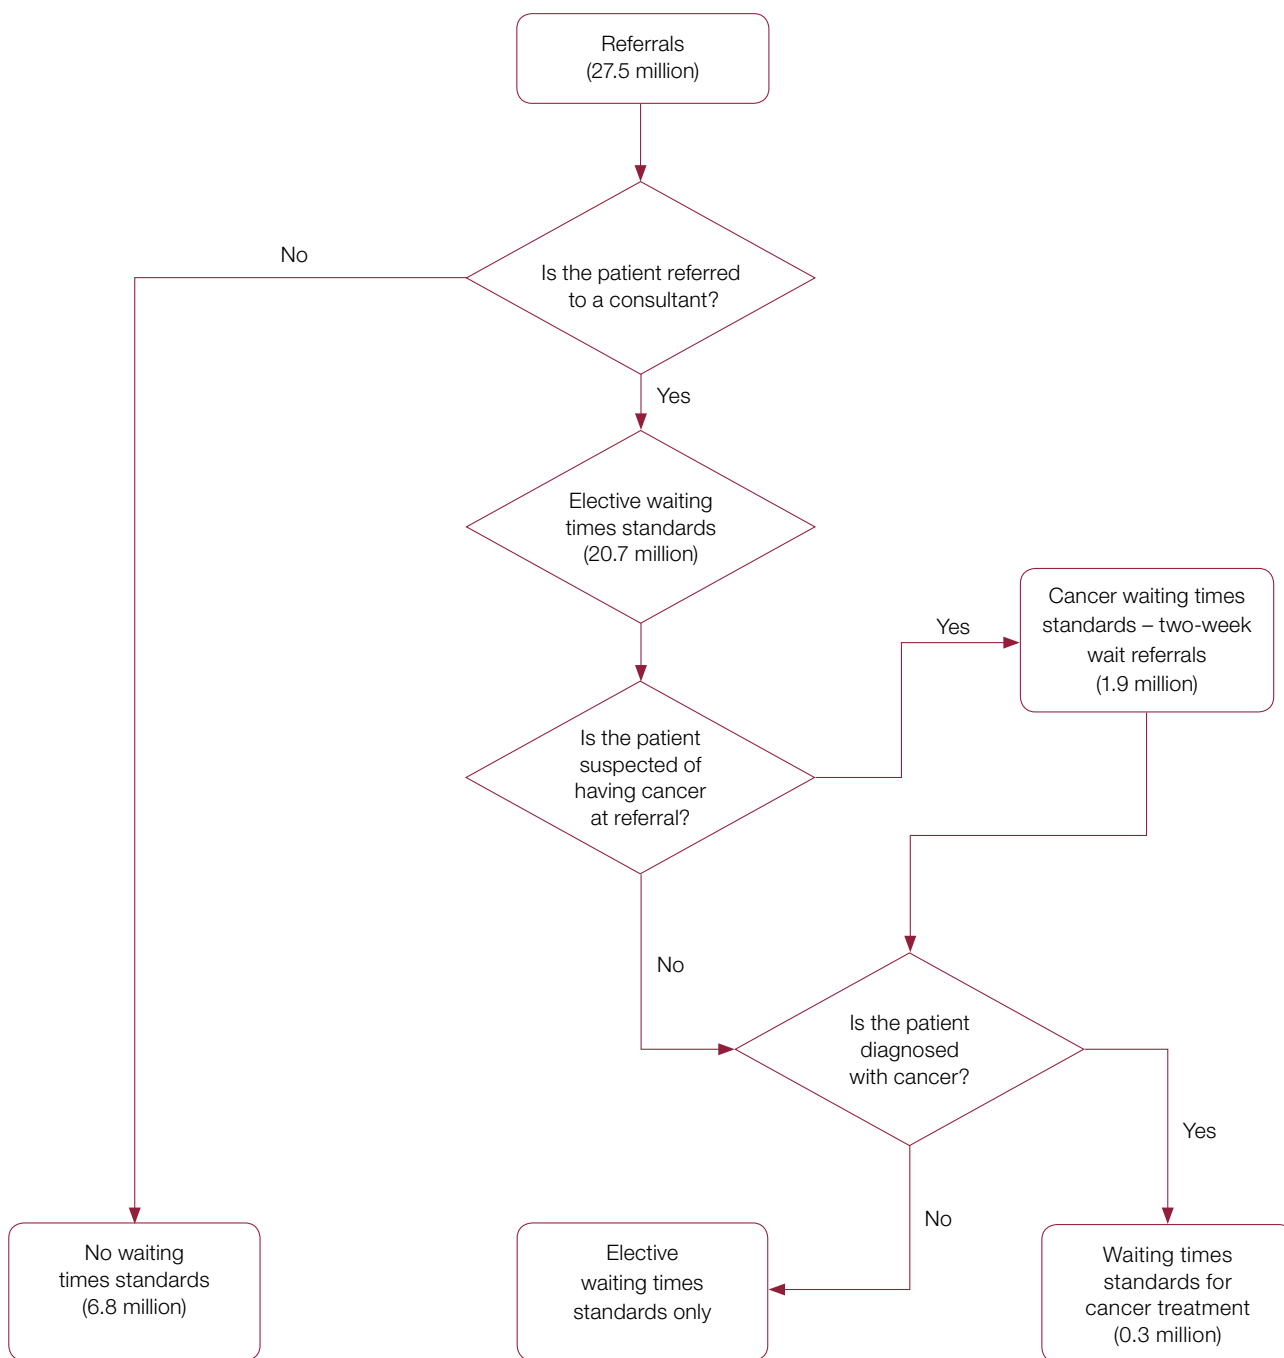 Referrals
(27.5 million)
No
Is the patient referred
to a consultant?
Yes
Elective waiting
times standards
(20.7 million)
Yes
Cancer waiting times
standards – two-week
wait referrals
(1.9 million)
Is the patient
suspected of
having cancer
at referral?
No
Is the patient
diagnosed
with cancer?
Yes
No
No waiting
times standards
(6.8 million)
Elective
waiting times
standards only
Waiting times
standards for
cancer treatment
(0.3 million)